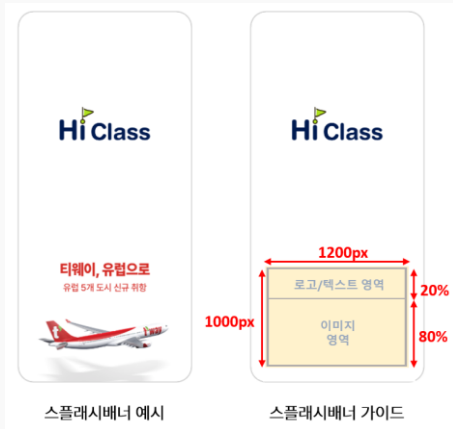 Hi Class
티웨이, 유럽으로
유럽 5개 도시 신규 취항
t'way
스플래시배너 예시
Hi Class
1200px
로고/텍스트 영역
20%
1000px
이미지
영역
80%
스플래시배너 가이드